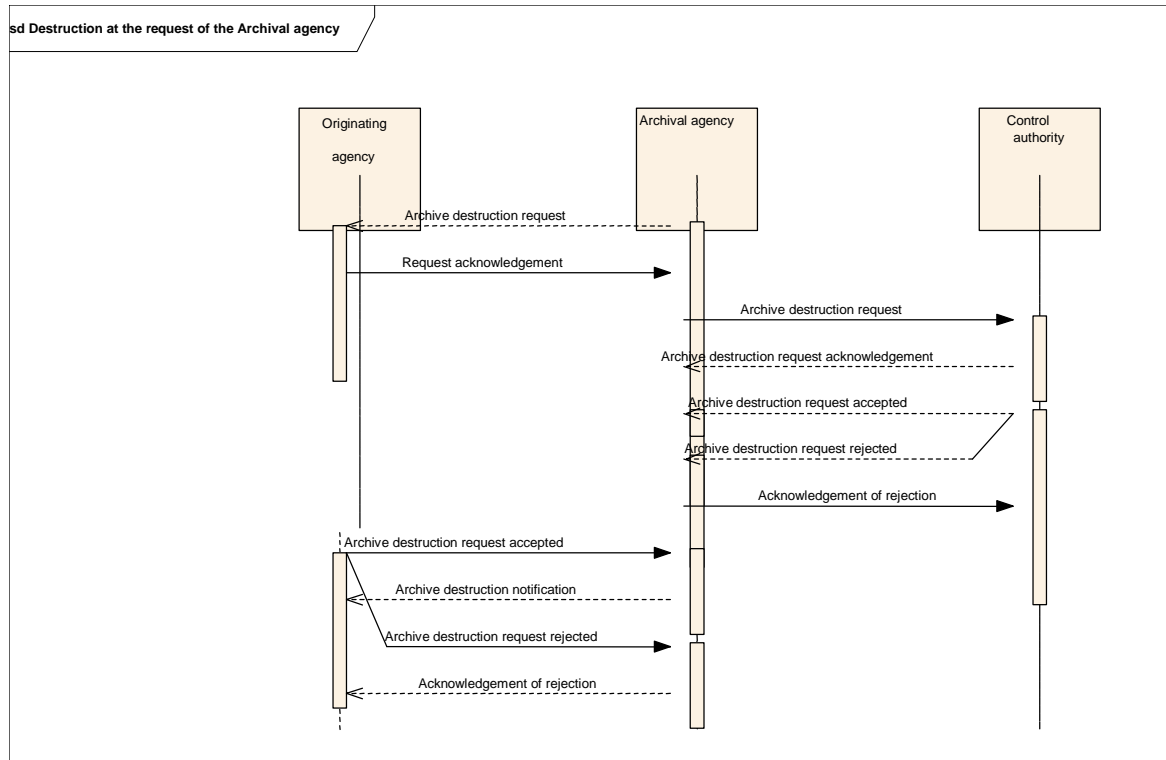 sd Destruction at the request of the Archival agency
Originating
agency
Archival agency
Control
authority
Archive destruction request
Request acknowledgement
Archive destruction request
Archive destruction request acknowledgement
Archive destruction request accepted
Archive destruction request rejected
Acknowledgement of rejection
Archive destruction request accepted
Archive destruction notification
Archive destruction request rejected
Acknowledgement of rejection